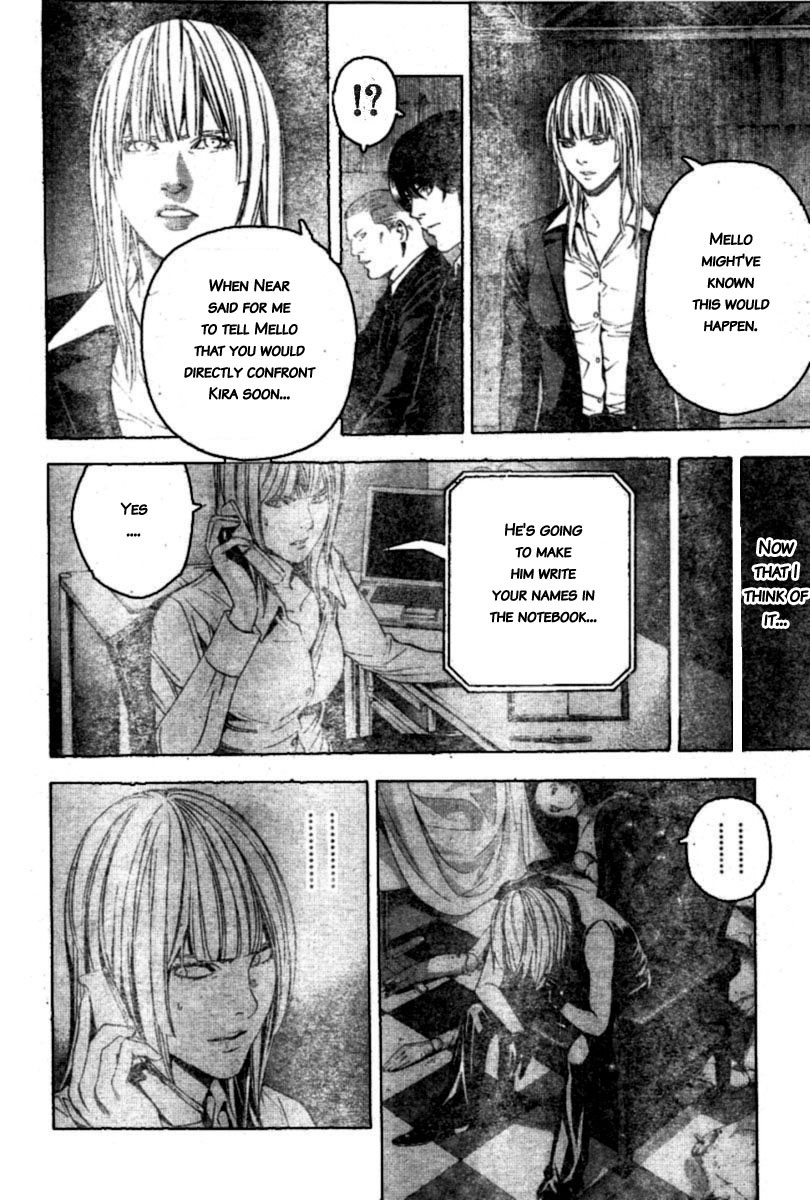 MELLO
MIGHT'VE
KNOWN
THIS WOULD
HAPPEN.
!?
WHEN NEAR
SAID FOR ME
TO TELL MELLO
THAT YOU WOULD
DIRECTLY CONFRONT
KIRA SOON...
NOW
THAT I
THINK OF
IT...
HE'S GOING
TO MAKE
HIM WRITE
YOUR NAMES IN
THE NOTEBOOK...
YES
....
..........
..........
..........
..........